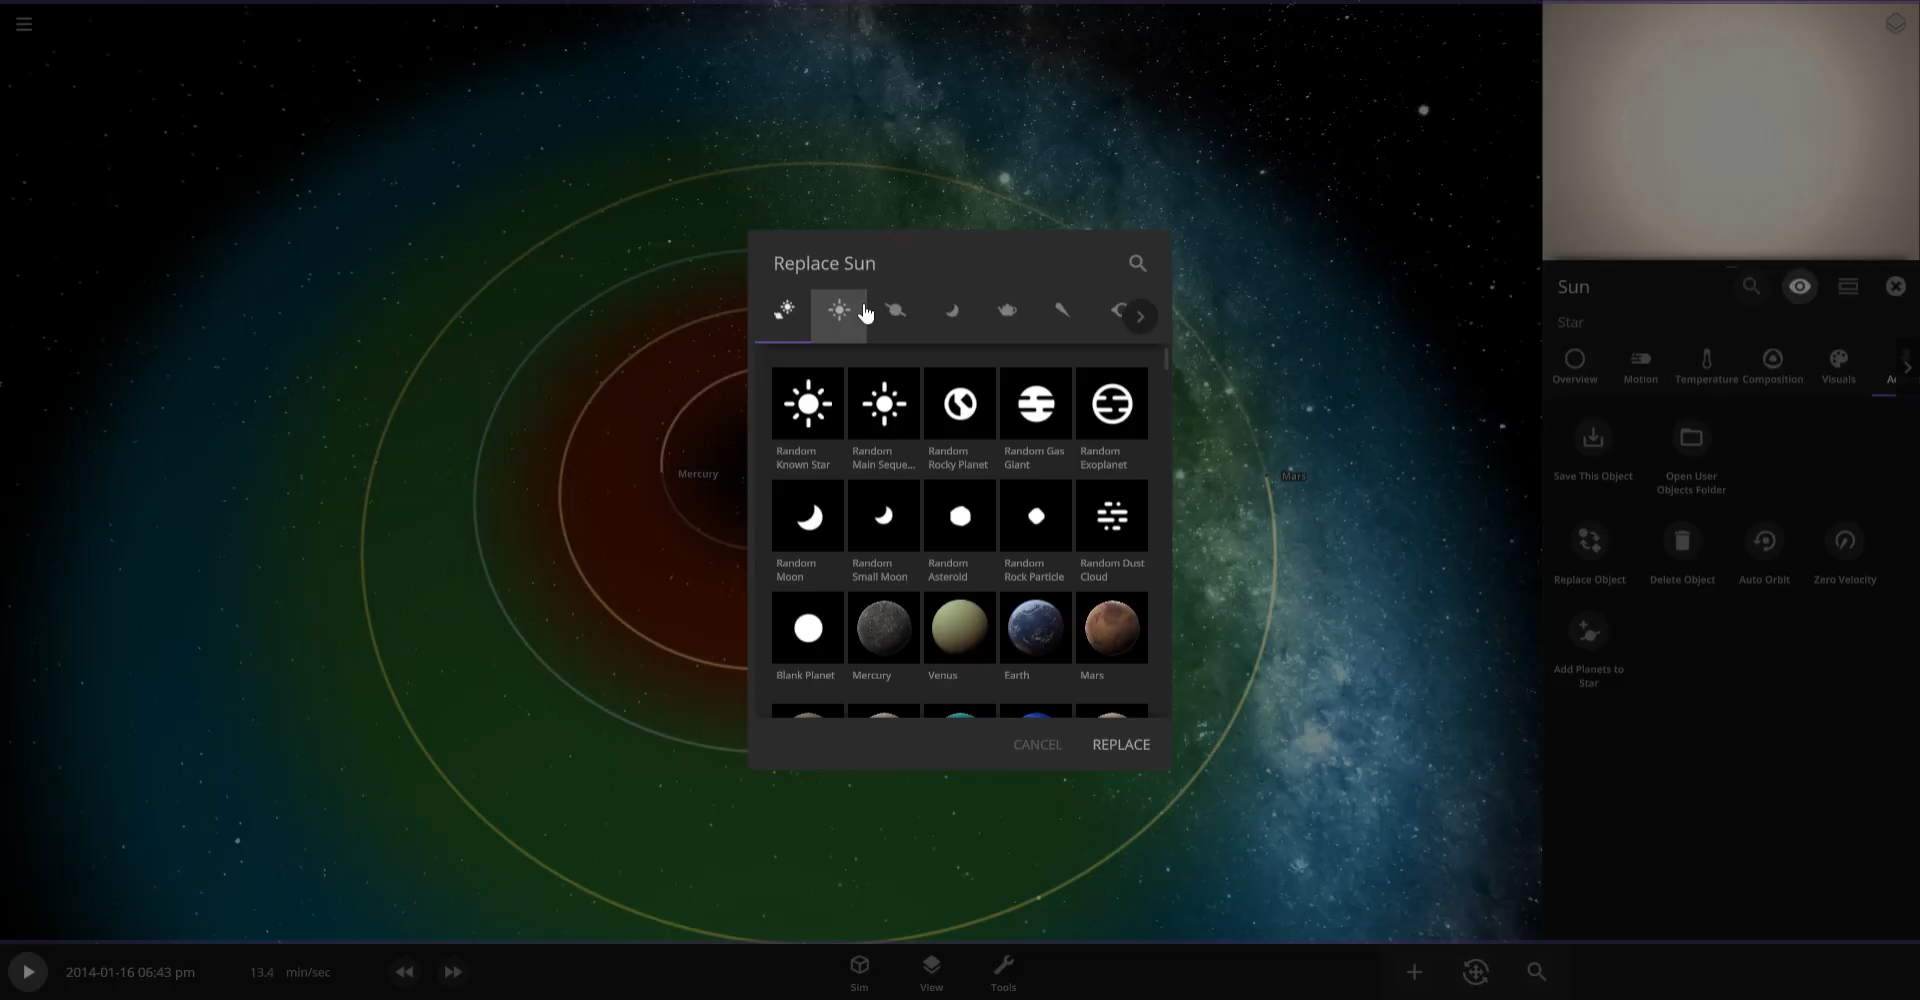 Replace Sun
Random
Known Star
Random
Main Seque...
Random
Rocky Planet
Random Gas
Giant
Random
Exoplanet
Random
Moon
Random
Small Moon
Random
Asteroid
Random
Rock Particle
Random Dust
Cloud
Blank Planet
Mercury
Venus
Earth
Mars
CANCEL
REPLACE
Mercury
Mars
Sun
Star
Overview
Motion
Temperature
Composition
Visuals
Save This Object
Open User
Objects Folder
Replace Object
Delete Object
Auto Orbit
Zero Velocity
Add Planets to
Star
2014-01-16 06:43 pm
13.4 min/sec
Sim
View
Tools